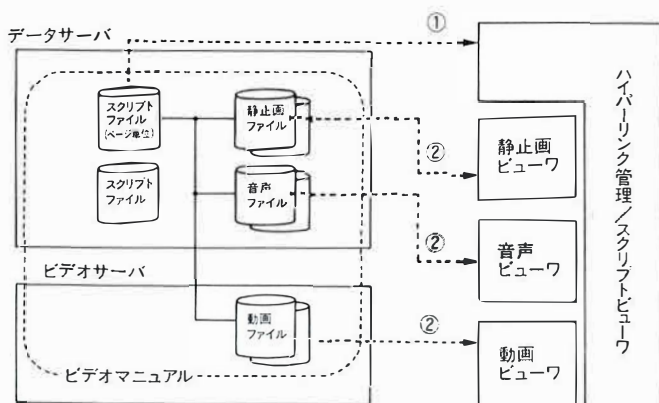 ①
データサーバ
スクリプト
ファイル
(ページ単位)
静止画
ファイル
スクリプト
ファイル
音声
ファイル
②
静止画
ビューワ
②
音声
ビューワ
ビデオサーバ
動画
ファイル
②
動画
ビューワ
ビデオマニュアル
ハイパーリンク管理/スクリプトビューワ